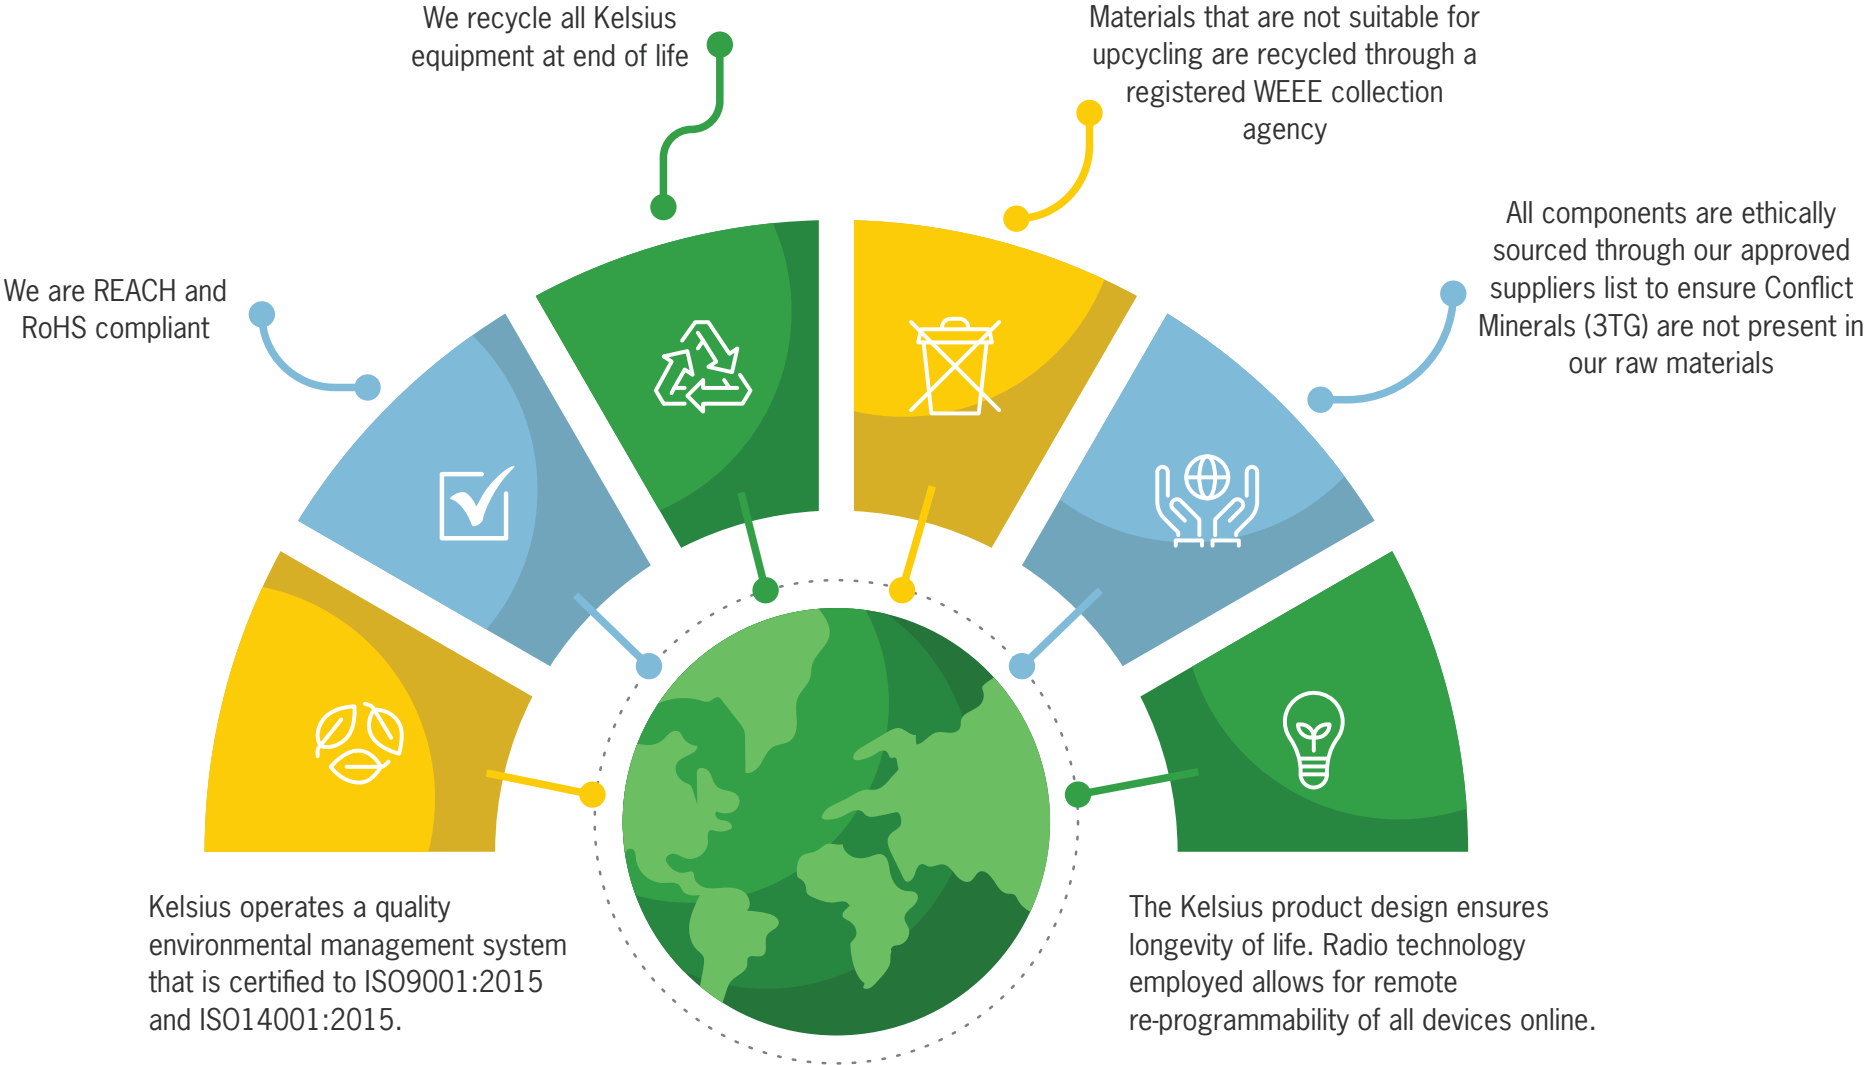 We recycle all Kelsius
equipment at end of life
Materials that are not suitable for
upcycling are recycled through a
registered WEEE collection
agency
We are REACH and
RoHS compliant
All components are ethically
sourced through our approved
suppliers list to ensure Conflict
Minerals (3TG) are not present in
our raw materials
Kelsius operates a quality
environmental management system
that is certified to ISO9001:2015
and ISO14001:2015.
The Kelsius product design ensures
longevity of life. Radio technology
employed allows for remote
re-programmability of all devices online.